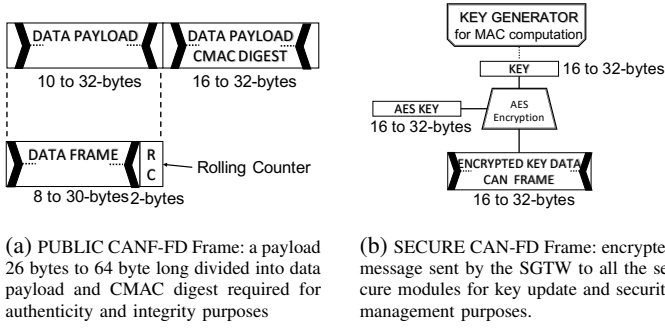 DATA PAYLOAD
DATA PAYLOAD
CMAC DIGEST
10 to 32-bytes
16 to 32-bytes
DATA FRAME
R
C
Rolling Counter
8 to 30-bytes
2-bytes
(a) PUBLIC CANF-FD Frame: a payload
26 bytes to 64 byte long divided into data
payload and CMAC digest required for
authenticity and integrity purposes
KEY GENERATOR
for MAC computation
KEY
16 to 32-bytes
AES KEY
16 to 32-bytes
AES
Encryption
ENCRYPTED KEY DATA
CAN FRAME
16 to 32-bytes
(b) SECURE CAN-FD Frame: encrypte
message sent by the SGTW to all the se
cure modules for key update and securit
management purposes.